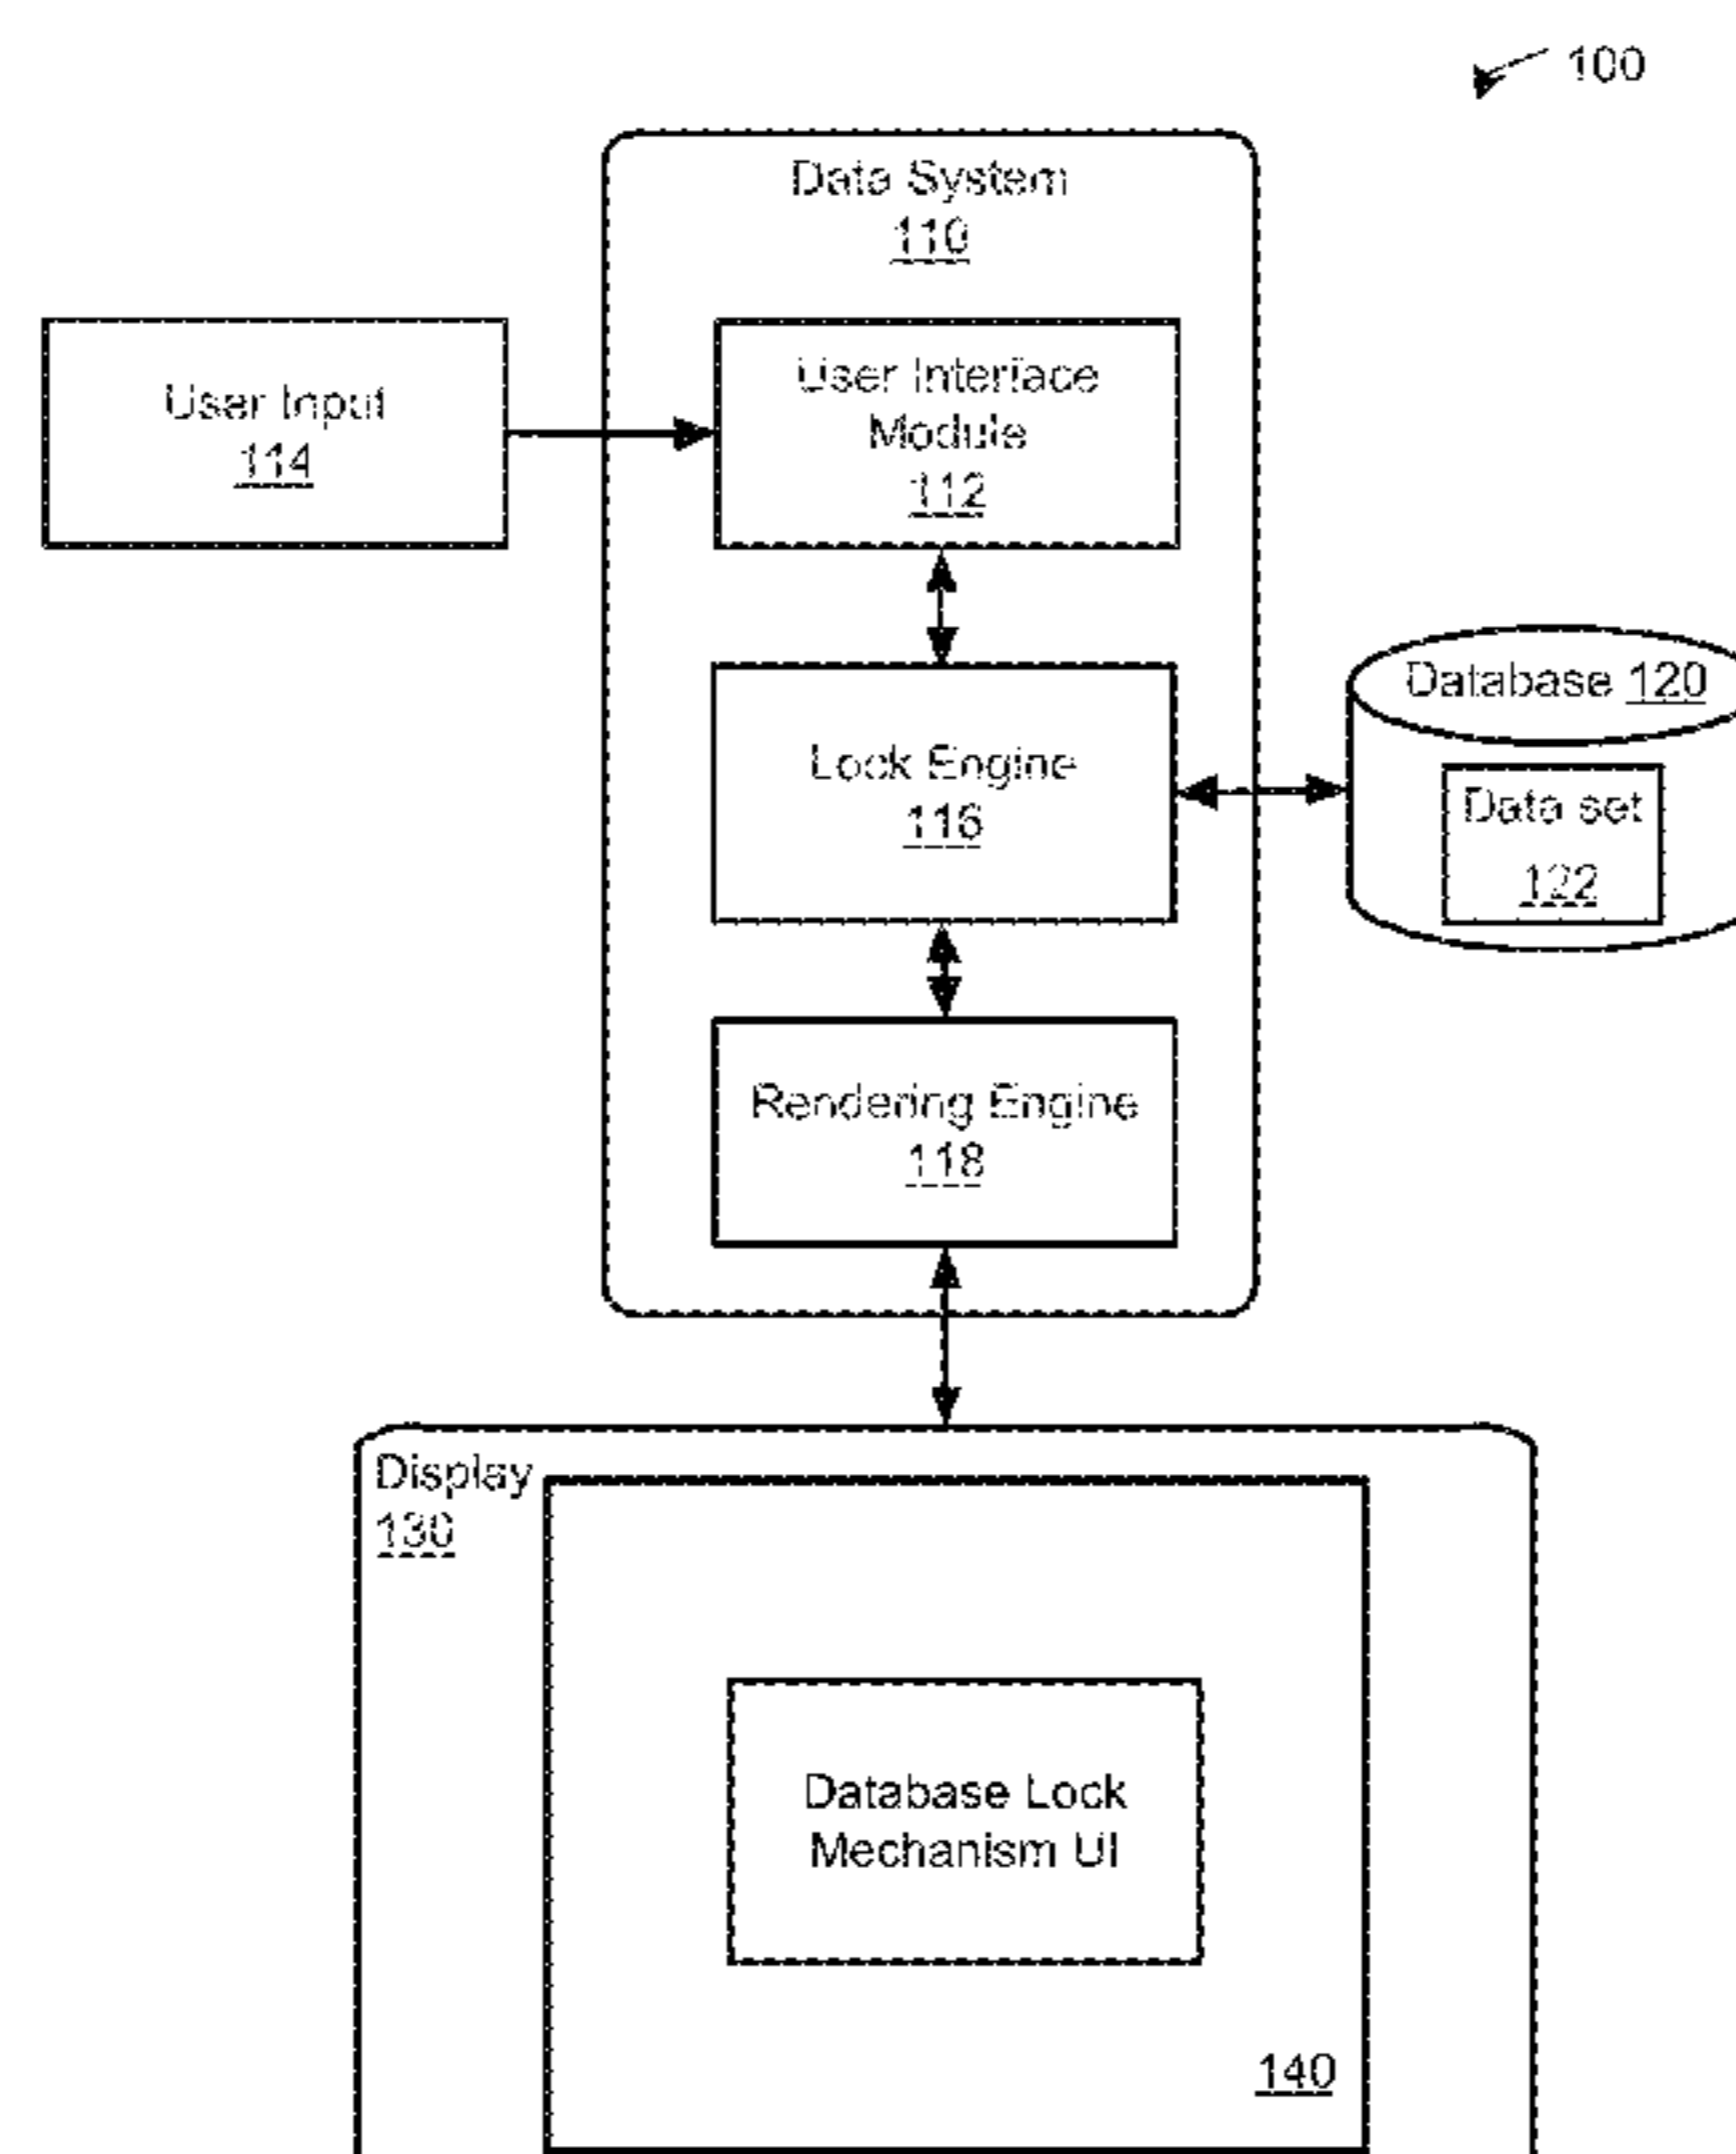 100
Data System
110
User Input
114
User Interface
Module
112
Database 120
Lock Engine
116
Data set
122
Rendering Engine
118
Display
130
Database Lock
Mechanism UI
140